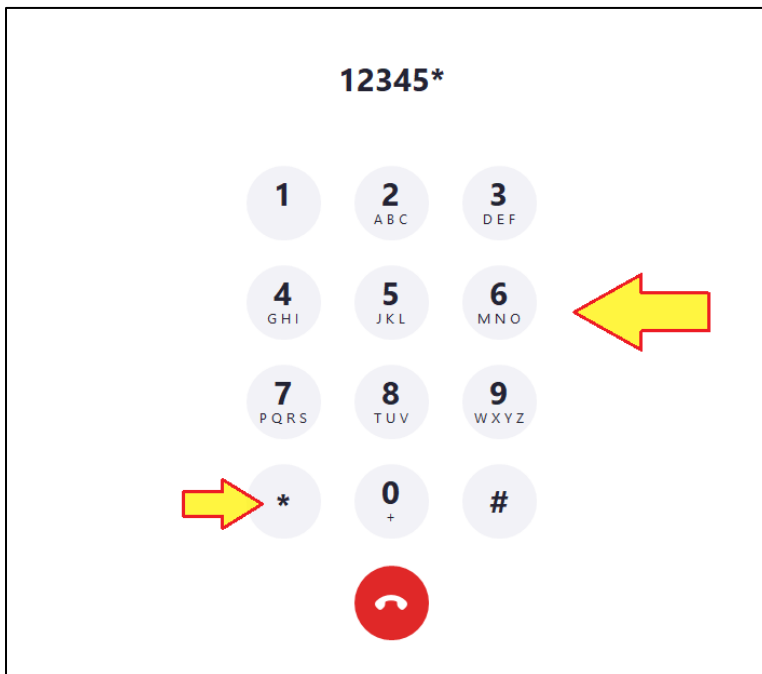 12345*
1 2 3
ABC DEF
4 5 6
GHI JKL MNO
7 8 9
PQRS TUV WXYZ
* 0 #
+